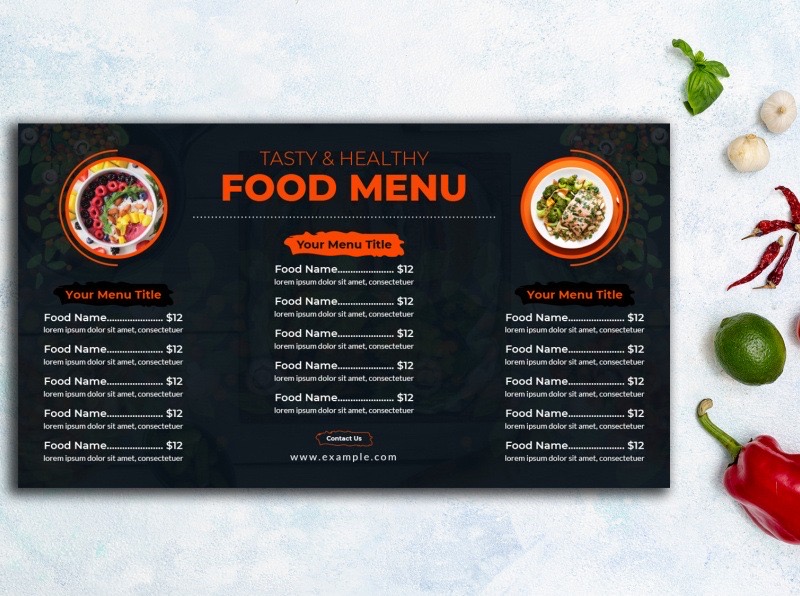 TASTY & HEALTHY
FOOD MENU
Your Menu Title
Food Name...................... $12
lorem ipsum dolor sit amet, consectetuer
Food Name...................... $12
lorem ipsum dolor sit amet, consectetuer
Food Name...................... $12
lorem ipsum dolor sit amet, consectetuer
Food Name...................... $12
lorem ipsum dolor sit amet, consectetuer
Food Name...................... $12
lorem ipsum dolor sit amet, consectetuer
Your Menu Title
Food Name...................... $12
lorem ipsum dolor sit amet, consectetuer
Food Name...................... $12
lorem ipsum dolor sit amet, consectetuer
Food Name...................... $12
lorem ipsum dolor sit amet, consectetuer
Food Name...................... $12
lorem ipsum dolor sit amet, consectetuer
Food Name...................... $12
lorem ipsum dolor sit amet, consectetuer
Contact Us
www.example.com
Your Menu Title
Food Name...................... $12
lorem ipsum dolor sit amet, consectetuer
Food Name...................... $12
lorem ipsum dolor sit amet, consectetuer
Food Name...................... $12
lorem ipsum dolor sit amet, consectetuer
Food Name...................... $12
lorem ipsum dolor sit amet, consectetuer
Food Name...................... $12
lorem ipsum dolor sit amet, consectetuer